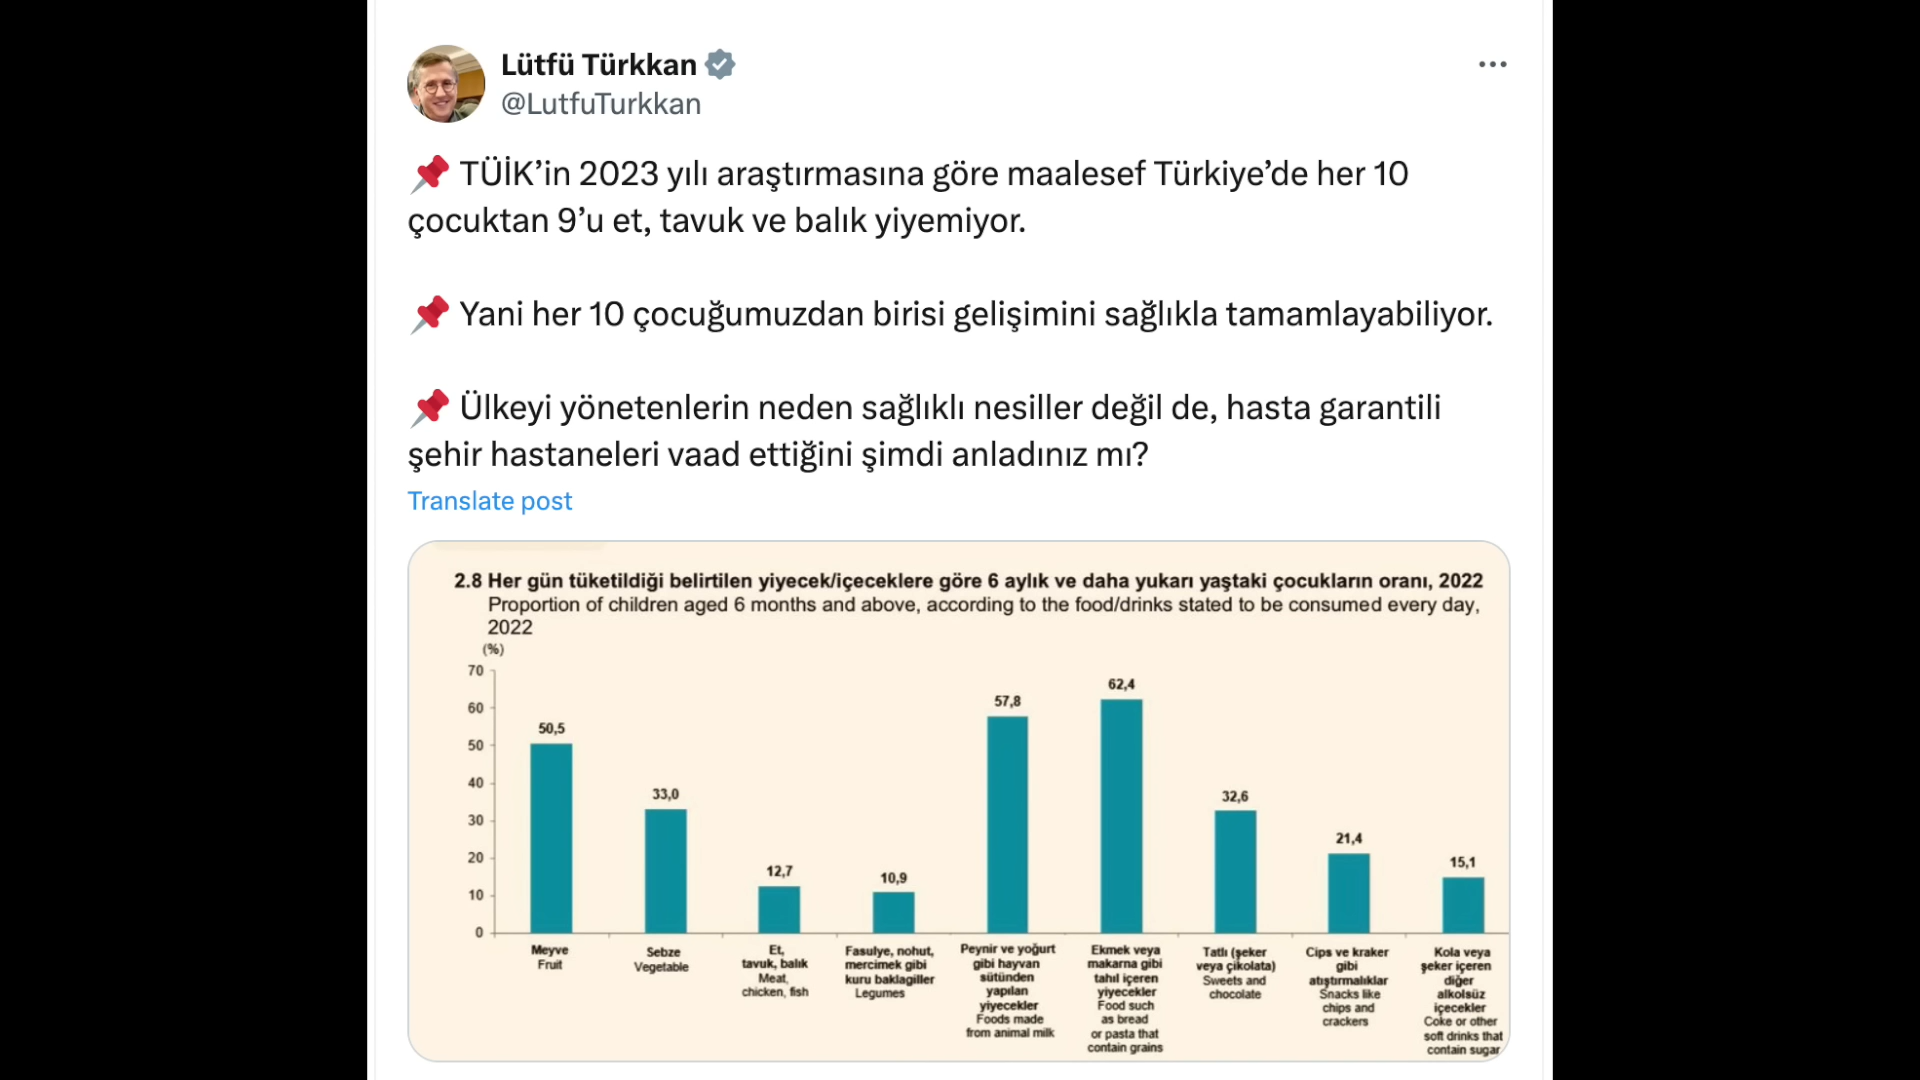 Lütfü Türkkan
@LutfuTurkkan
📌 TÜİK’in 2023 yılı araştırmasına göre maalesef Türkiye’de her 10
çocuktan 9’u et, tavuk ve balık yiyemiyor.
📌 Yani her 10 çocuğumuzdan birisi gelişimini sağlıkla tamamlayabiliyor.
📌 Ülkeyi yönetenlerin neden sağlıklı nesiller değil de, hasta garantili
şehir hastaneleri vaad ettiğini şimdi anladınız mı?
Translate post
2.8 Her gün tüketildiği belirtilen yiyecek/içeceklere göre 6 aylık ve daha yukarı yaştaki çocukların oranı, 2022
Proportion of children aged 6 months and above, according to the food/drinks stated to be consumed every day,
2022
(%)
70
60
50
40
30
20
10
0
50,5
33,0
12,7
10,9
57,8
62,4
32,6
21,4
15,1
Meyve
Fruit
Sebze
Vegetable
Et,
tavuk, balık
Meat,
chicken, fish
Fasulye, nohut,
mercimek gibi
kuru baklagiller
Legumes
Peynir ve yoğurt
gibi hayvan
sütünden
yapılan
yiyecekler
Foods made
from animal milk
Ekmek veya
makarna gibi
tahıl içeren
yiyecekler
Food such
as bread
or pasta that
contain grains
Tatlı (şeker
veya çikolata)
Sweets and
chocolate
Cips ve kraker
gibi
atıştırmalıklar
Snacks like
chips and
crackers
Kola veya
şeker içeren
diğer
alkolsüz
içecekler
Coke or other
soft drinks that
contain sugar